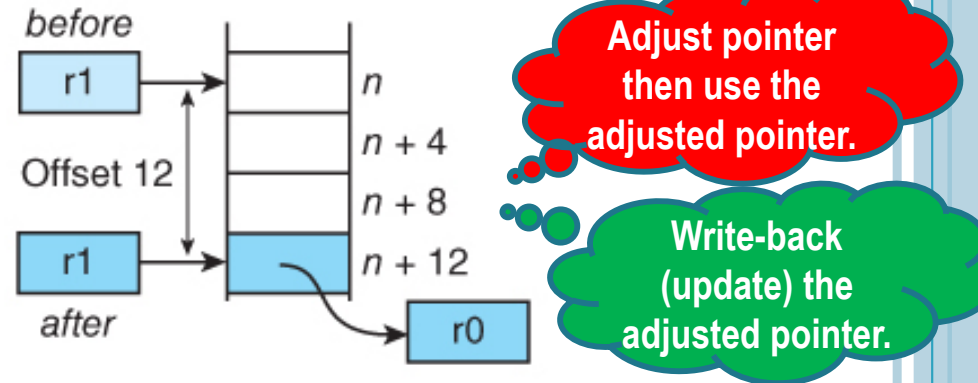 before
r1
n
n + 4
Offset 12
n + 8
r1
n + 12
after
r0
Adjust pointer
then use the
adjusted pointer.
Write-back
(update) the
adjusted pointer.